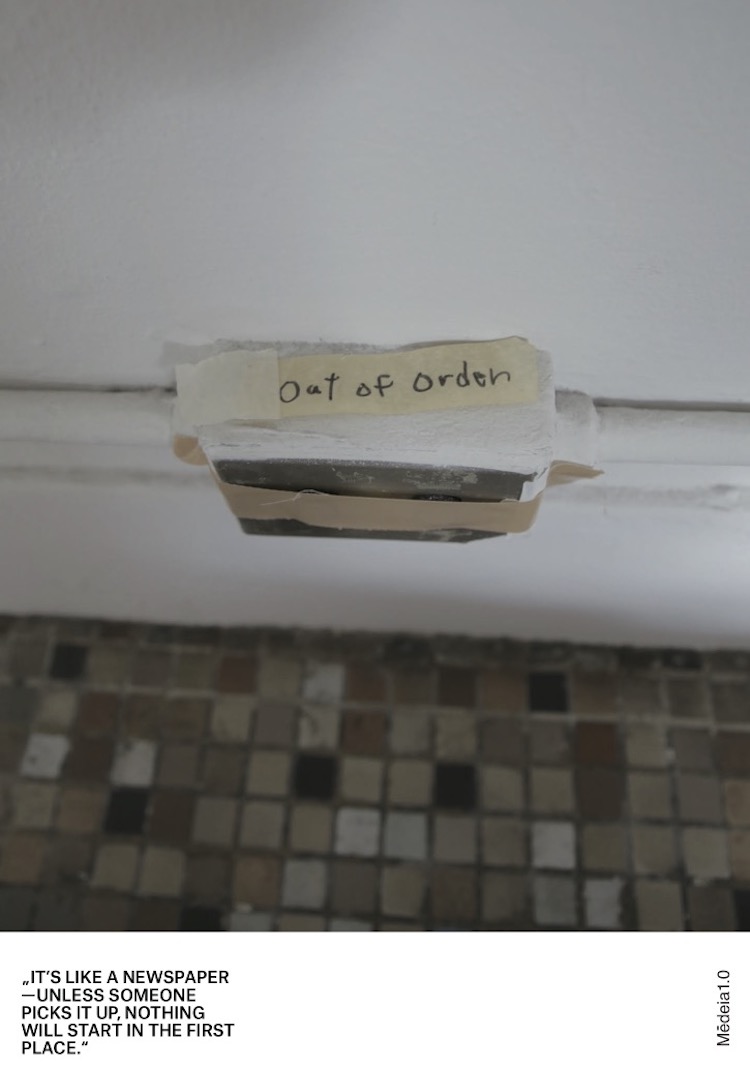 Out of Order
„IT’S LIKE A NEWSPAPER
—UNLESS SOMEONE
PICKS IT UP, NOTHING
WILL START IN THE FIRST
PLACE.“
Mēdeia1.0